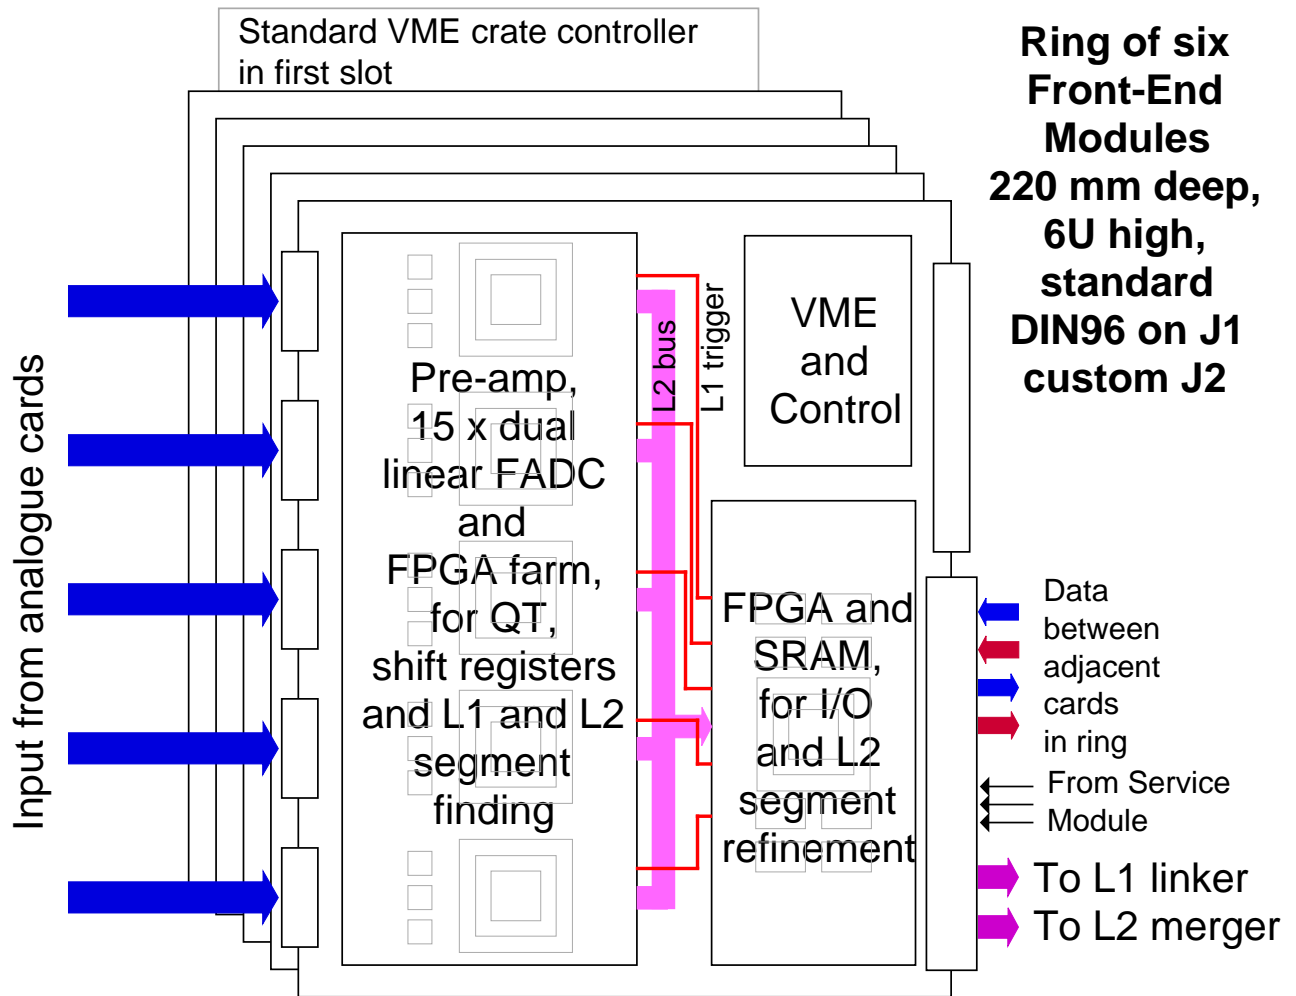 Standard VME crate controller
in first slot
Ring of six
Front-End
Modules
220 mm deep,
6U high,
standard
DIN96 on J1
custom J2
Input from analogue cards
Pre-amp,
15 x dual
linear FADC
and
FPGA farm,
for QT,
shift registers
and L1 and L2
segment
finding
L2 bus
L1 trigger
VME
and
Control
FPGA and
SRAM,
for I/O
and L2
segment
refinement
Data
between
adjacent
cards
in ring
From Service
Module
To L1 linker
To L2 merger